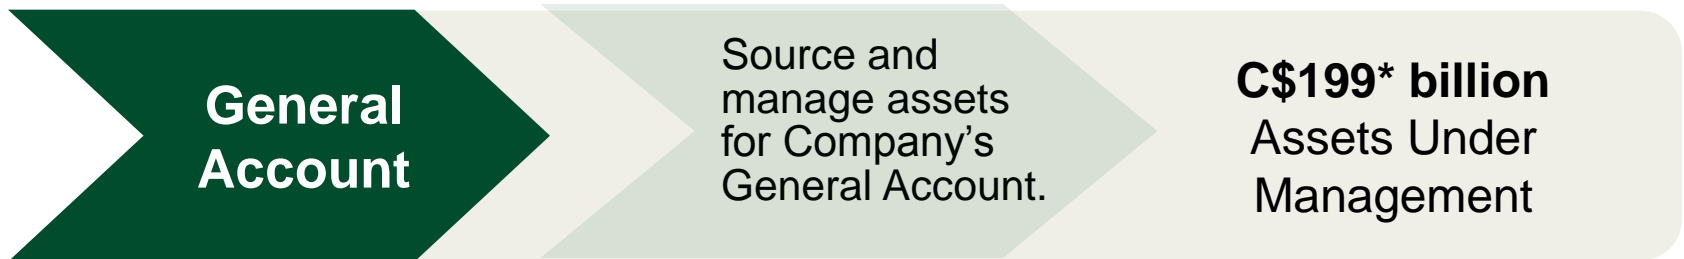 General
Account
Source and
manage assets
for Company’s
General Account.
C$199* billion
Assets Under
Management